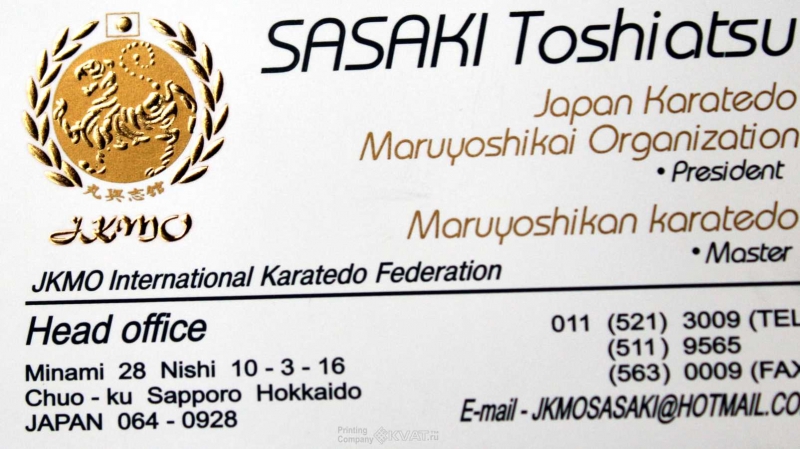 SASAKI Toshiatsu
Japan Karatedo
Maruyoshikai Organization
• President
Maruyoshikan karatedo
• Master
丸興志館
JKMO
JKMO International Karatedo Federation
Head office
Minami 28 Nishi 10 - 3 - 16
Chuo - ku Sapporo Hokkaido
JAPAN 064 - 0928
011 (521) 3009 (TEL
(511) 9565
(563) 0009 (FAX
E-mail - JKMOSASAKI@HOTMAIL.CO
Printing
Company KVAT.ru